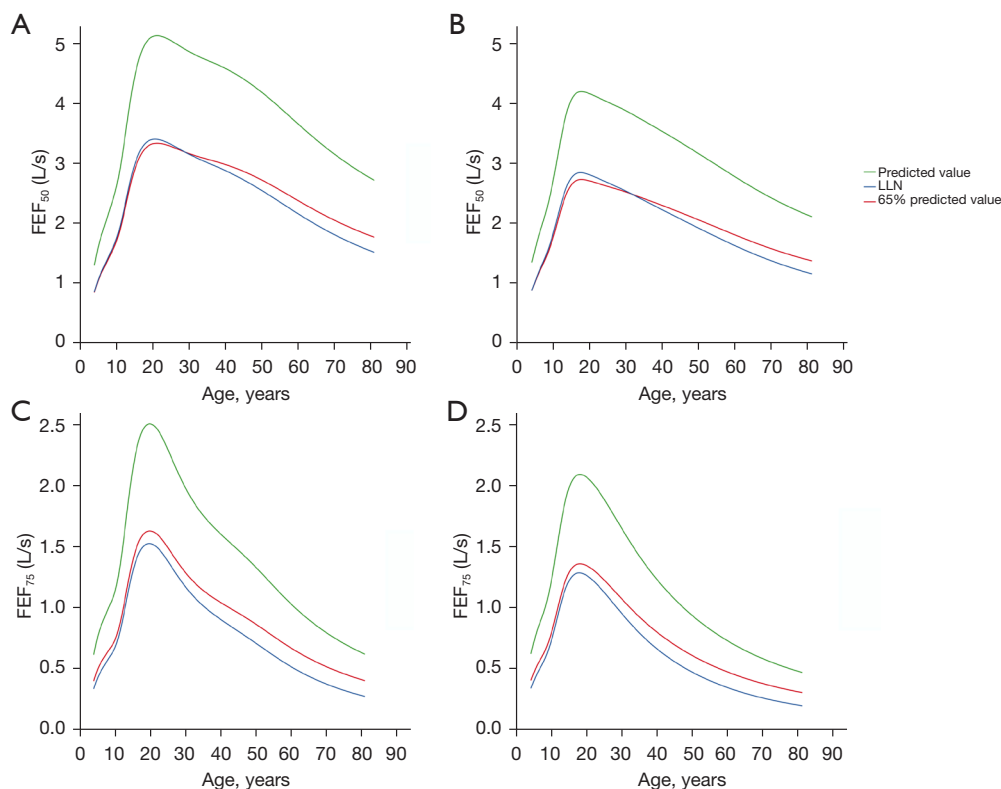 A
5
4
3
2
1
0
FEF50 (L/s)
0 10 20 30 40 50 60 70 80 90
Age, years
B
5
4
3
2
1
0
FEF50 (L/s)
0 10 20 30 40 50 60 70 80 90
Age, years
Predicted value
LLN
65% predicted value
C
2.5
2.0
1.5
1.0
0.5
0.0
FEF75 (L/s)
0 10 20 30 40 50 60 70 80 90
Age, years
D
2.5
2.0
1.5
1.0
0.5
0.0
FEF75 (L/s)
0 10 20 30 40 50 60 70 80 90
Age, years